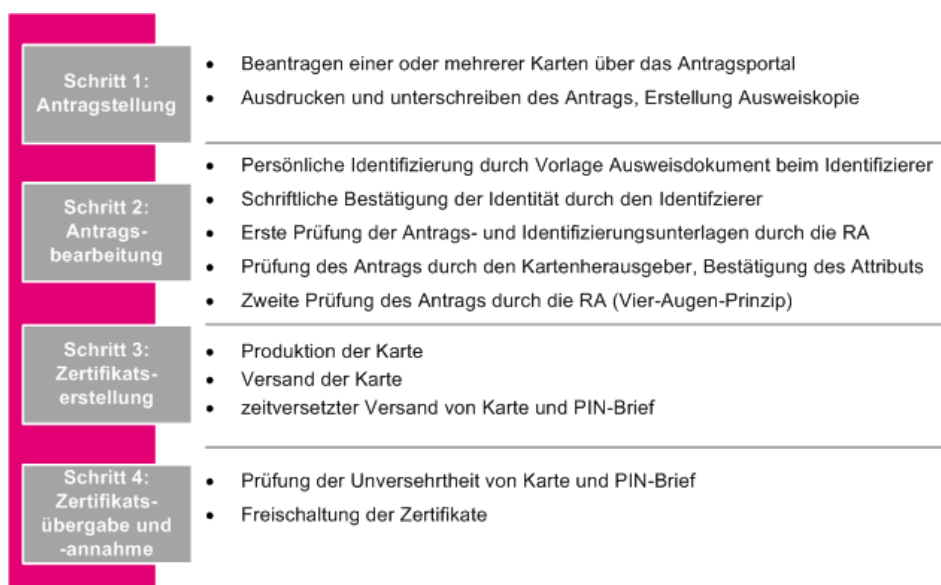 Schritt 1:
Antragstellung
• Beantragen einer oder mehrerer Karten über das Antragsportal
• Ausdrucken und unterschreiben des Antrags, Erstellung Ausweiskopie
Schritt 2:
Antrags-
bearbeitung
• Persönliche Identifizierung durch Vorlage Ausweisdokument beim Identifizierer
• Schriftliche Bestätigung der Identität durch den Identifzierer
• Erste Prüfung der Antrags- und Identifizierungsunterlagen durch die RA
• Prüfung des Antrags durch den Kartenherausgeber, Bestätigung des Attributs
• Zweite Prüfung des Antrags durch die RA (Vier-Augen-Prinzip)
Schritt 3:
Zertifikats-
erstellung
• Produktion der Karte
• Versand der Karte
• zeitversetzter Versand von Karte und PIN-Brief
Schritt 4:
Zertifikats-
übergabe und
-annahme
• Prüfung der Unversehrtheit von Karte und PIN-Brief
• Freischaltung der Zertifikate